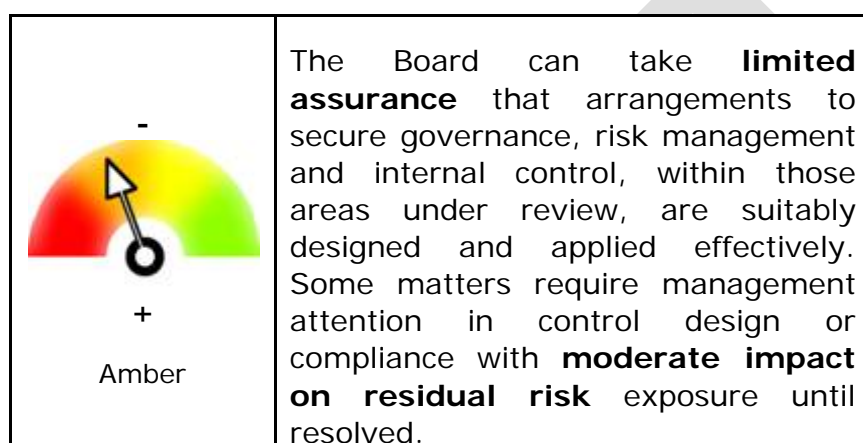 -
+
Amber
The Board can take limited
assurance that arrangements to
secure governance, risk management
and internal control, within those
areas under review, are suitably
designed and applied effectively.
Some matters require management
attention in control design or
compliance with moderate impact
on residual risk exposure until
resolved.